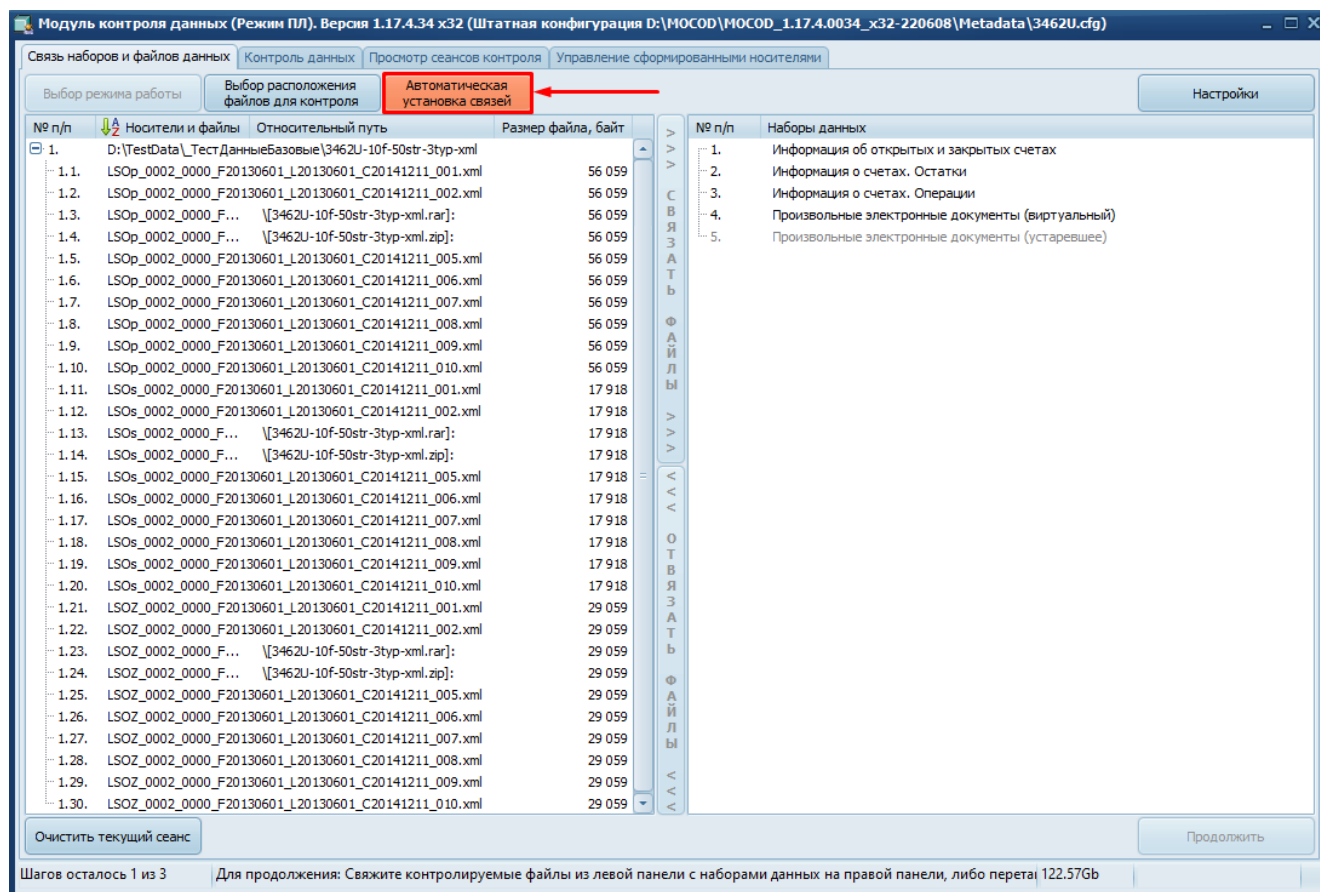 Модуль контроля данных (Режим ПЛ). Версия 1.17.4.34 x32 (Штатная конфигурация D:\MOCOD\MOCOD_1.17.4.0034_x32-220608\Metadata\3462U.cfg)
Связь наборов и файлов данных Контроль данных Просмотр сеансов контроля Управление сформированными носителями
Выбор режима работы
Выбор расположения
файлов для контроля
Автоматическая
установка связей
Настройки
№ п/п Носители и файлы Относительный путь Размер файла, байт
1. D:\TestData\_ТестДанныеБазовые\3462U-10f-50str-3typ-xml
1.1. LSOp_0002_0000_F20130601_L20130601_C20141211_001.xml 56 059
1.2. LSOp_0002_0000_F20130601_L20130601_C20141211_002.xml 56 059
1.3. LSOp_0002_0000_F... \[3462U-10f-50str-3typ-xml.rar]: 56 059
1.4. LSOp_0002_0000_F... \[3462U-10f-50str-3typ-xml.zip]: 56 059
1.5. LSOp_0002_0000_F20130601_L20130601_C20141211_005.xml 56 059
1.6. LSOp_0002_0000_F20130601_L20130601_C20141211_006.xml 56 059
1.7. LSOp_0002_0000_F20130601_L20130601_C20141211_007.xml 56 059
1.8. LSOp_0002_0000_F20130601_L20130601_C20141211_008.xml 56 059
1.9. LSOp_0002_0000_F20130601_L20130601_C20141211_009.xml 56 059
1.10. LSOp_0002_0000_F20130601_L20130601_C20141211_010.xml 56 059
1.11. LSOs_0002_0000_F20130601_L20130601_C20141211_001.xml 17 918
1.12. LSOs_0002_0000_F20130601_L20130601_C20141211_002.xml 17 918
1.13. LSOs_0002_0000_F... \[3462U-10f-50str-3typ-xml.rar]: 17 918
1.14. LSOs_0002_0000_F... \[3462U-10f-50str-3typ-xml.zip]: 17 918
1.15. LSOs_0002_0000_F20130601_L20130601_C20141211_005.xml 17 918
1.16. LSOs_0002_0000_F20130601_L20130601_C20141211_006.xml 17 918
1.17. LSOs_0002_0000_F20130601_L20130601_C20141211_007.xml 17 918
1.18. LSOs_0002_0000_F20130601_L20130601_C20141211_008.xml 17 918
1.19. LSOs_0002_0000_F20130601_L20130601_C20141211_009.xml 17 918
1.20. LSOs_0002_0000_F20130601_L20130601_C20141211_010.xml 17 918
1.21. LSOZ_0002_0000_F20130601_L20130601_C20141211_001.xml 29 059
1.22. LSOZ_0002_0000_F20130601_L20130601_C20141211_002.xml 29 059
1.23. LSOZ_0002_0000_F... \[3462U-10f-50str-3typ-xml.rar]: 29 059
1.24. LSOZ_0002_0000_F... \[3462U-10f-50str-3typ-xml.zip]: 29 059
1.25. LSOZ_0002_0000_F20130601_L20130601_C20141211_005.xml 29 059
1.26. LSOZ_0002_0000_F20130601_L20130601_C20141211_006.xml 29 059
1.27. LSOZ_0002_0000_F20130601_L20130601_C20141211_007.xml 29 059
1.28. LSOZ_0002_0000_F20130601_L20130601_C20141211_008.xml 29 059
1.29. LSOZ_0002_0000_F20130601_L20130601_C20141211_009.xml 29 059
1.30. LSOZ_0002_0000_F20130601_L20130601_C20141211_010.xml 29 059
> > > СВЯЗАТЬ ФАЙЛЫ > > >
< < < ОТВЯЗАТЬ ФАЙЛЫ < < <
№ п/п Наборы данных
1. Информация об открытых и закрытых счетах
2. Информация о счетах. Остатки
3. Информация о счетах. Операции
4. Произвольные электронные документы (виртуальный)
5. Произвольные электронные документы (устаревшее)
Очистить текущий сеанс
Продолжить
Шагов осталось 1 из 3 Для продолжения: Свяжите контролируемые файлы из левой панели с наборами данных на правой панели, либо перета 122.57Gb